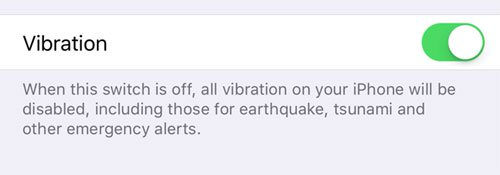 Vibration
When this switch is off, all vibration on your iPhone will be
disabled, including those for earthquake, tsunami and
other emergency alerts.